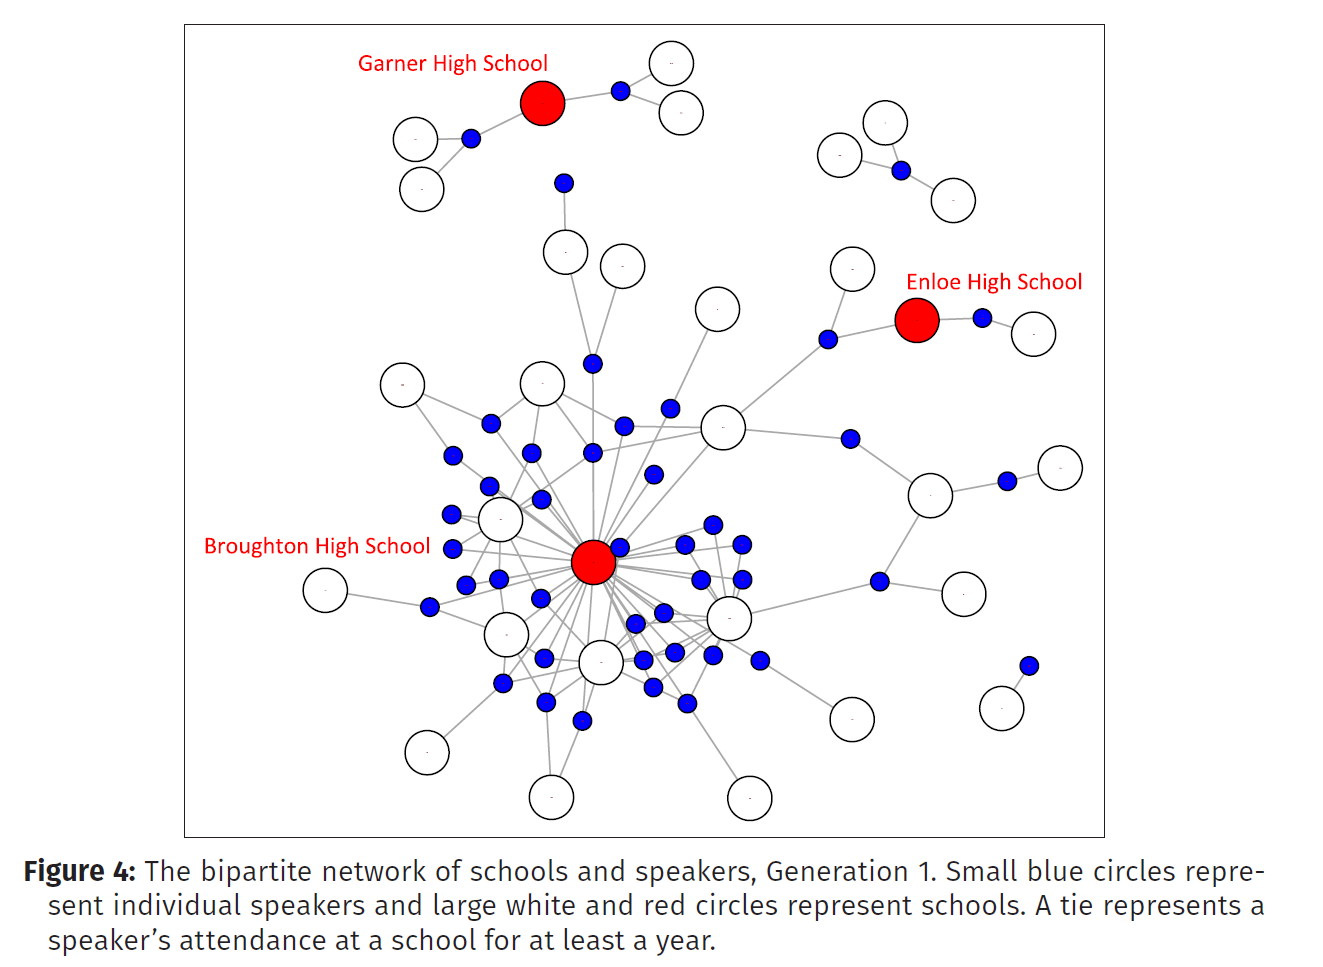 Garner High School
Enloe High School
Broughton High School
Figure 4: The bipartite network of schools and speakers, Generation 1. Small blue circles repre-
sent individual speakers and large white and red circles represent schools. A tie represents a
speaker’s attendance at a school for at least a year.